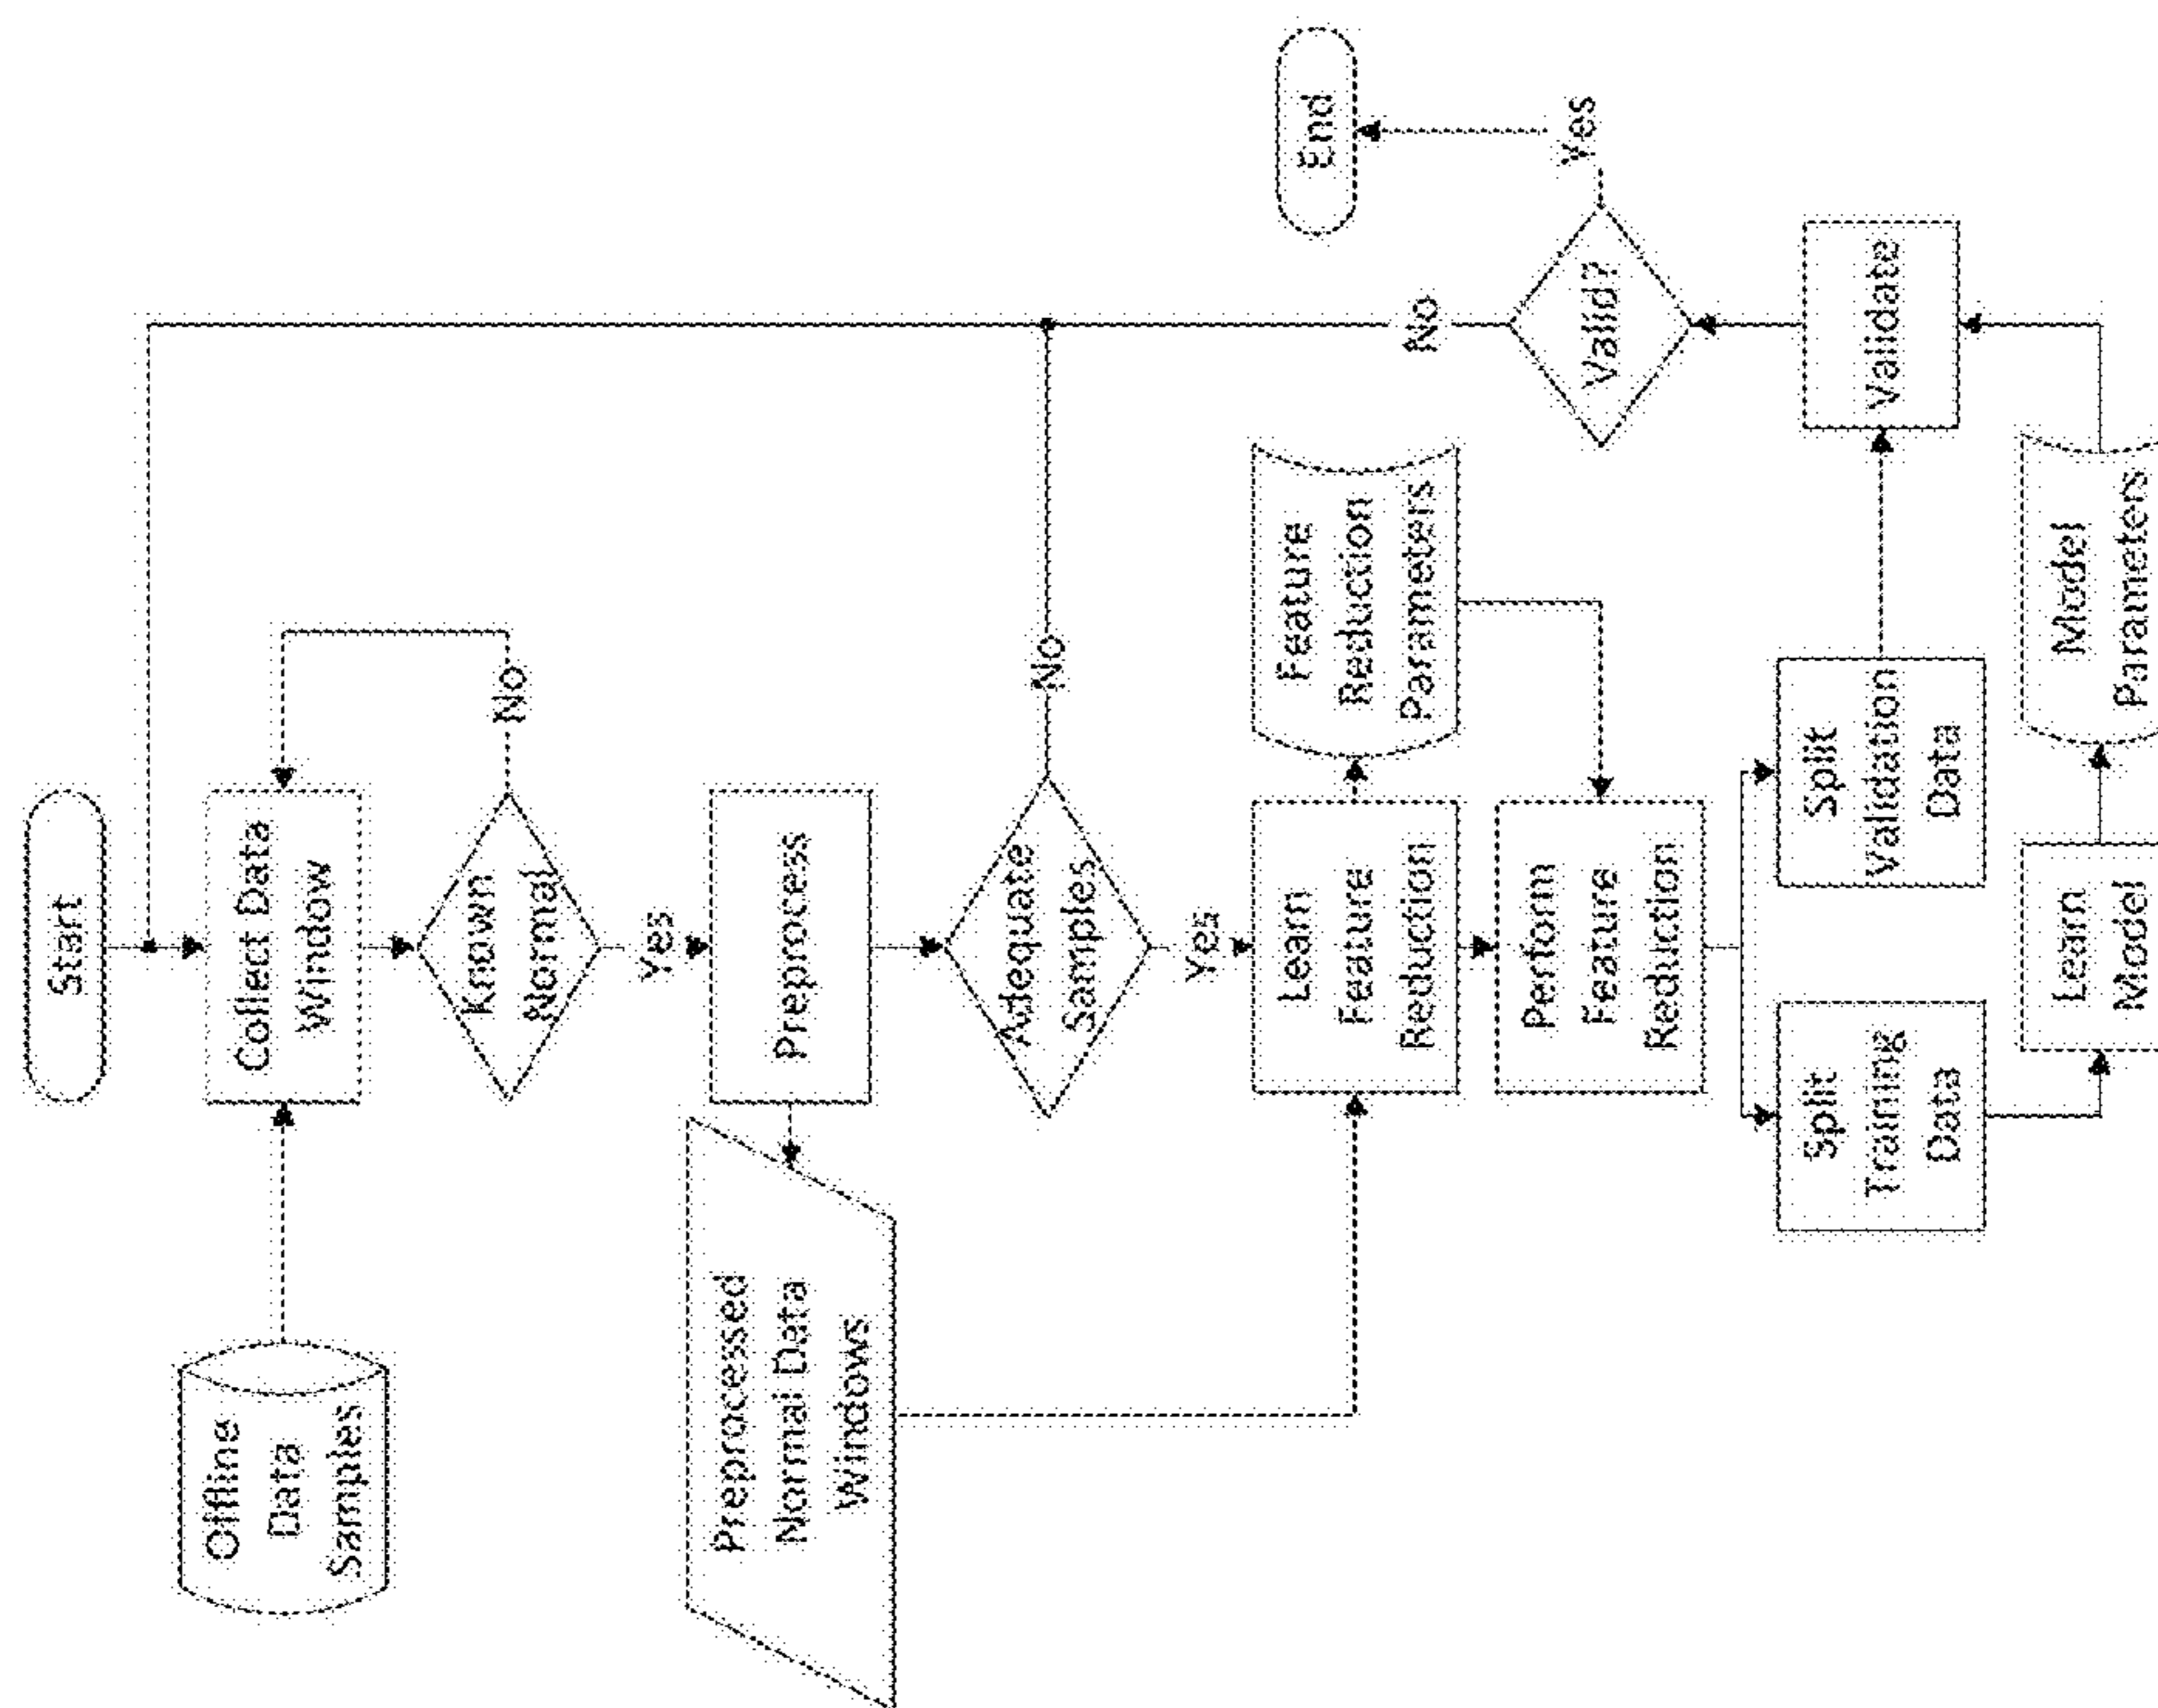 Start
Offline
Data
Samples
Collect Data
Window
Known
Normal
No
Yes
Preprocessed
Normal Data
Windows
Preprocess
Adequate
Samples
No
Yes
Learn
Feature
Reduction
Feature
Reduction
Parameters
Perform
Feature
Reduction
Split
Training
Data
Split
Validation
Data
Learn
Model
Model
Parameters
Validate
Valid?
No
Yes
End